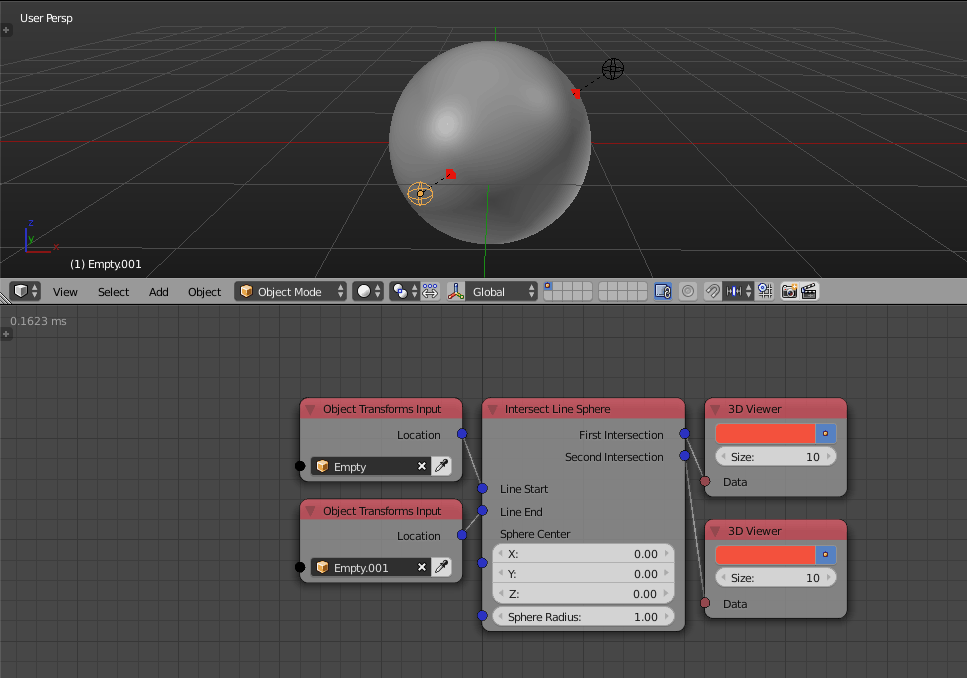 User Persp
z
y
x
(1) Empty.001
View Select Add Object Object Mode Global
0.1623 ms
Object Transforms Input
Location
Empty
Object Transforms Input
Location
Empty.001
Intersect Line Sphere
First Intersection
Second Intersection
Line Start
Line End
Sphere Center
X: 0.00
Y: 0.00
Z: 0.00
Sphere Radius: 1.00
3D Viewer
Size: 10
Data
3D Viewer
Size: 10
Data